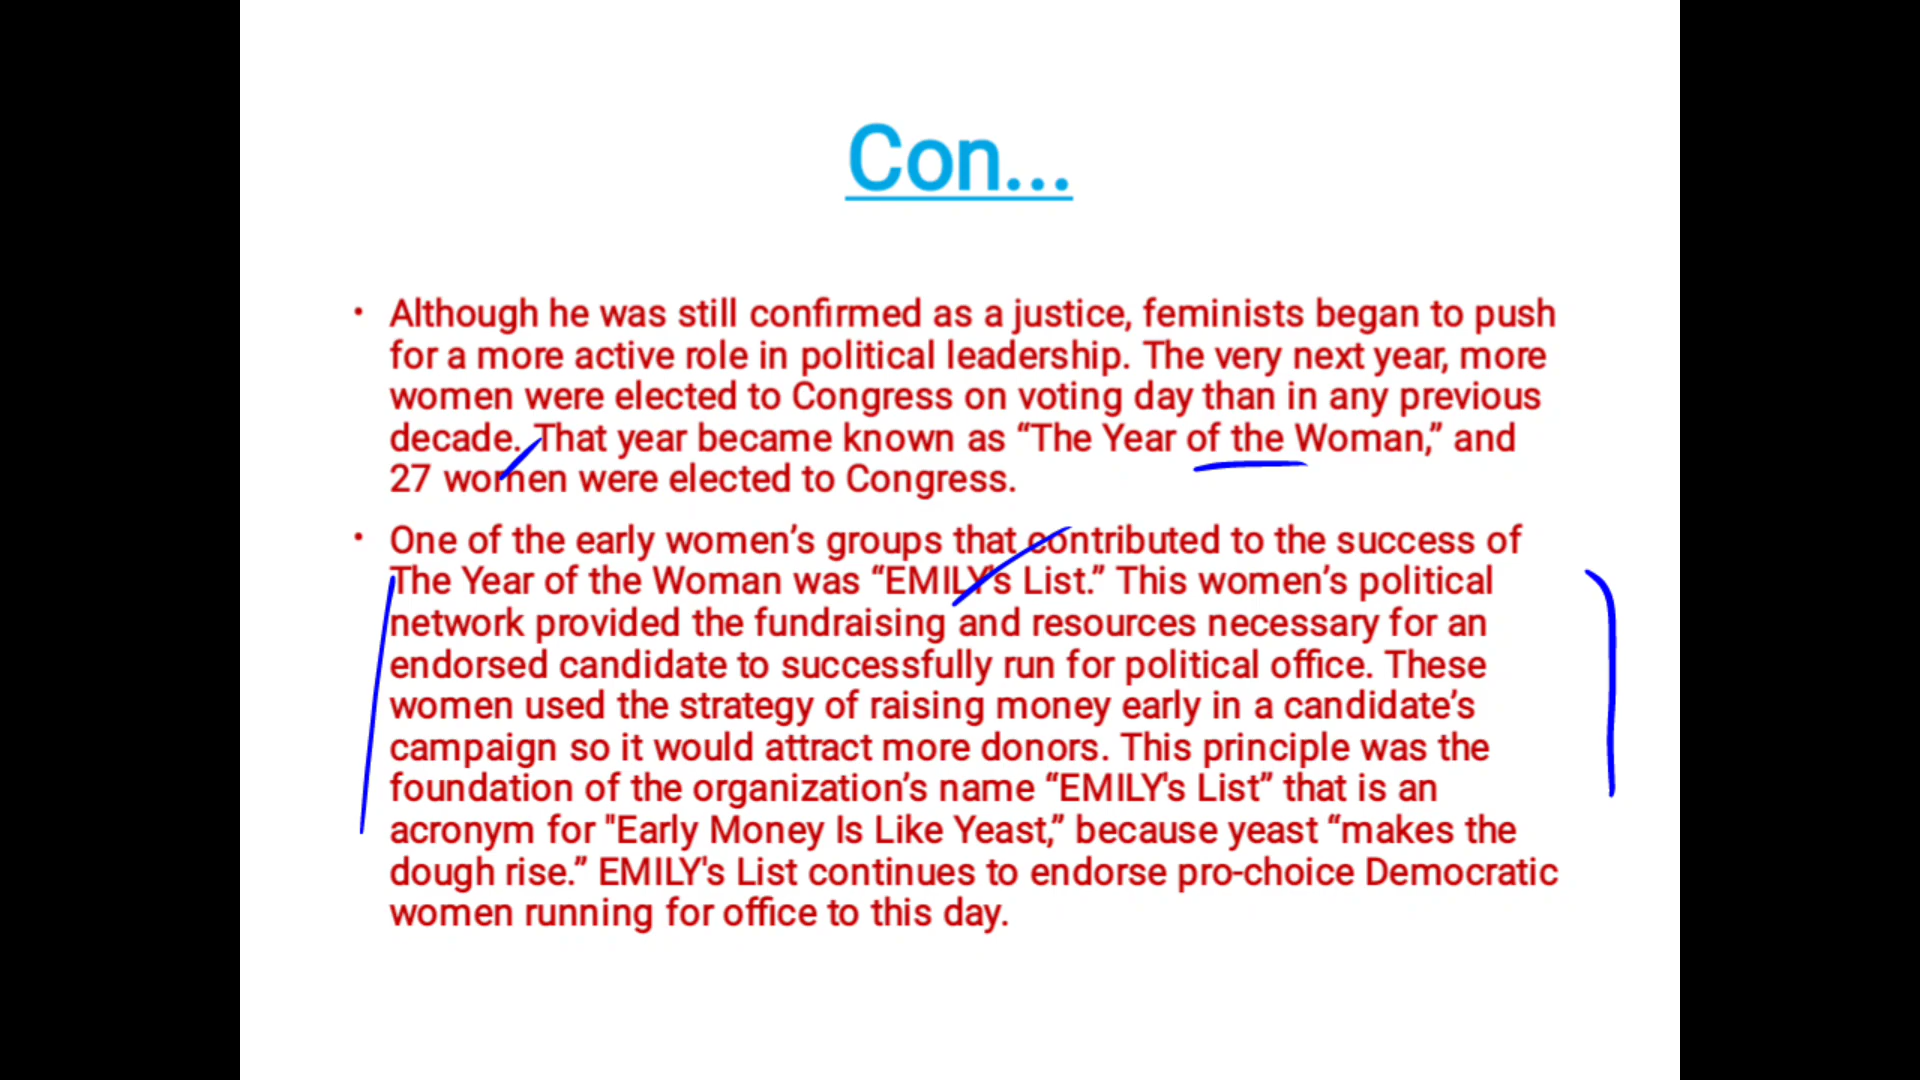 Con...
• Although he was still confirmed as a justice, feminists began to push
for a more active role in political leadership. The very next year, more
women were elected to Congress on voting day than in any previous
decade. That year became known as “The Year of the Woman,” and
27 women were elected to Congress.
• One of the early women’s groups that contributed to the success of
The Year of the Woman was “EMILY's List.” This women’s political
network provided the fundraising and resources necessary for an
endorsed candidate to successfully run for political office. These
women used the strategy of raising money early in a candidate’s
campaign so it would attract more donors. This principle was the
foundation of the organization’s name “EMILY's List” that is an
acronym for "Early Money Is Like Yeast,” because yeast “makes the
dough rise.” EMILY's List continues to endorse pro-choice Democratic
women running for office to this day.